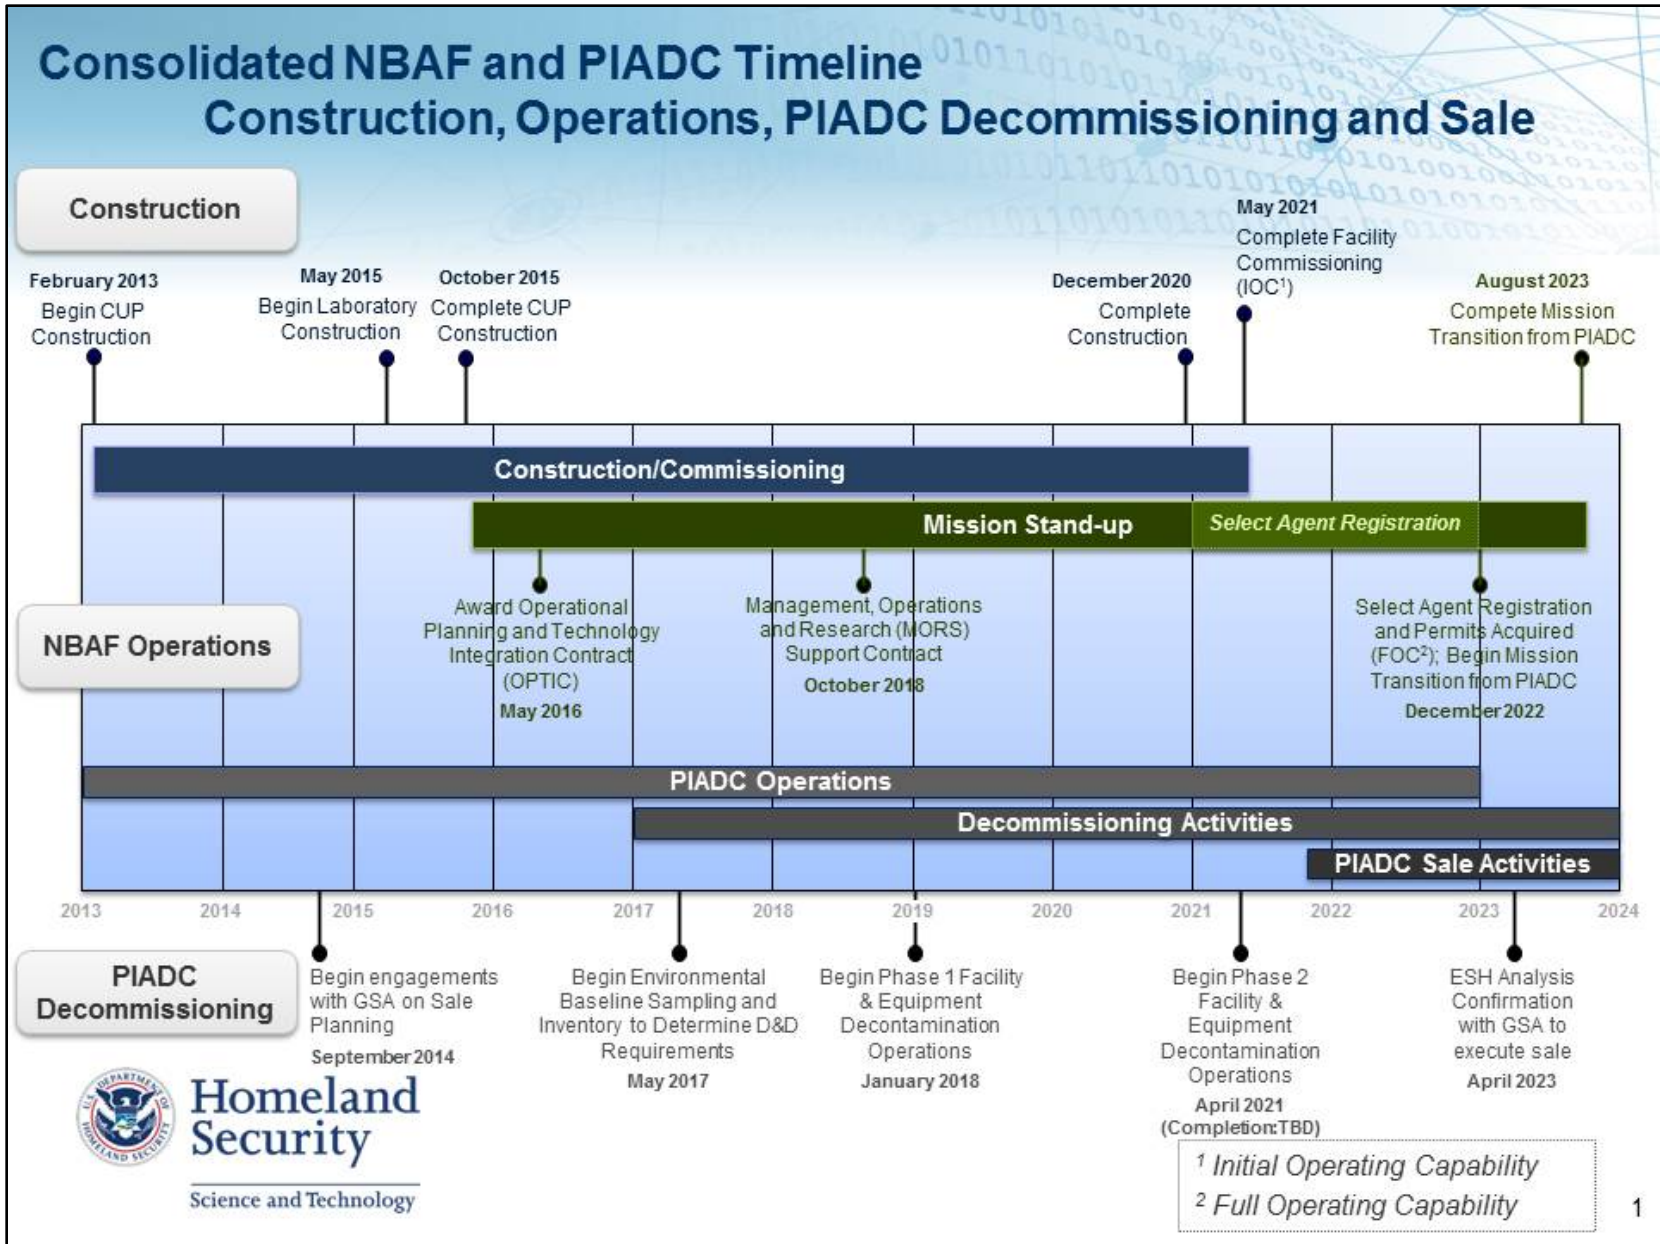 Consolidated NBAF and PIADC Timeline
Construction, Operations, PIADC Decommissioning and Sale
Construction
February 2013
Begin CUP
Construction
May 2015
Begin Laboratory
Construction
October 2015
Complete CUP
Construction
December 2020
Complete
Construction
May 2021
Complete Facility
Commissioning
(IOC¹)
August 2023
Compete Mission
Transition from PIADC
Construction/Commissioning
Mission Stand-up
Select Agent Registration
NBAF Operations
Award Operational
Planning and Technology
Integration Contract
(OPTIC)
May 2016
Management, Operations
and Research (MORS)
Support Contract
October 2018
Select Agent Registration
and Permits Acquired
(FOC²); Begin Mission
Transition from PIADC
December 2022
PIADC Operations
Decommissioning Activities
PIADC Sale Activities
2013 2014 2015 2016 2017 2018 2019 2020 2021 2022 2023 2024
PIADC
Decommissioning
Begin engagements
with GSA on Sale
Planning
September 2014
Begin Environmental
Baseline Sampling and
Inventory to Determine D&D
Requirements
May 2017
Begin Phase 1 Facility
& Equipment
Decontamination
Operations
January 2018
Begin Phase 2
Facility &
Equipment
Decontamination
Operations
April 2021
(Completion:TBD)
ESH Analysis
Confirmation
with GSA to
execute sale
April 2023
U.S. DEPARTMENT OF
HOMELAND SECURITY
Homeland
Security
Science and Technology
¹ Initial Operating Capability
² Full Operating Capability
1